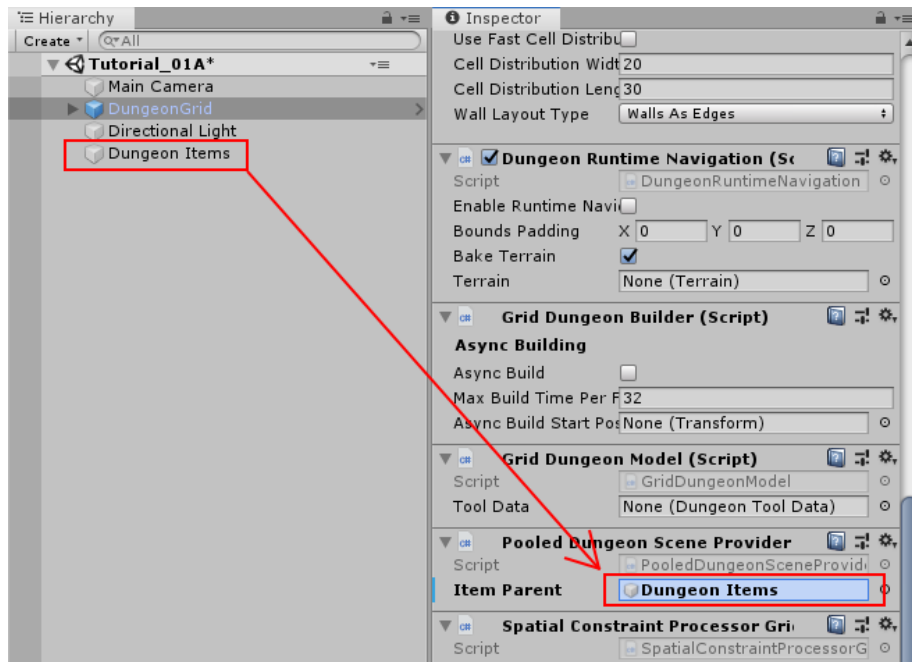 Hierarchy
Create
All
Tutorial_01A*
Main Camera
DungeonGrid
Directional Light
Dungeon Items
Inspector
Use Fast Cell Distribu
Cell Distribution Widt 20
Cell Distribution Leng 30
Wall Layout Type Walls As Edges
Dungeon Runtime Navigation (Sc
Script DungeonRuntimeNavigation
Enable Runtime Navi
Bounds Padding X 0 Y 0 Z 0
Bake Terrain
Terrain None (Terrain)
Grid Dungeon Builder (Script)
Async Building
Async Build
Max Build Time Per F 32
Async Build Start Pos None (Transform)
Grid Dungeon Model (Script)
Script GridDungeonModel
Tool Data None (Dungeon Tool Data)
Pooled Dungeon Scene Provider
Script PooledDungeonSceneProvide
Item Parent Dungeon Items
Spatial Constraint Processor Gri
Script SpatialConstraintProcessorG